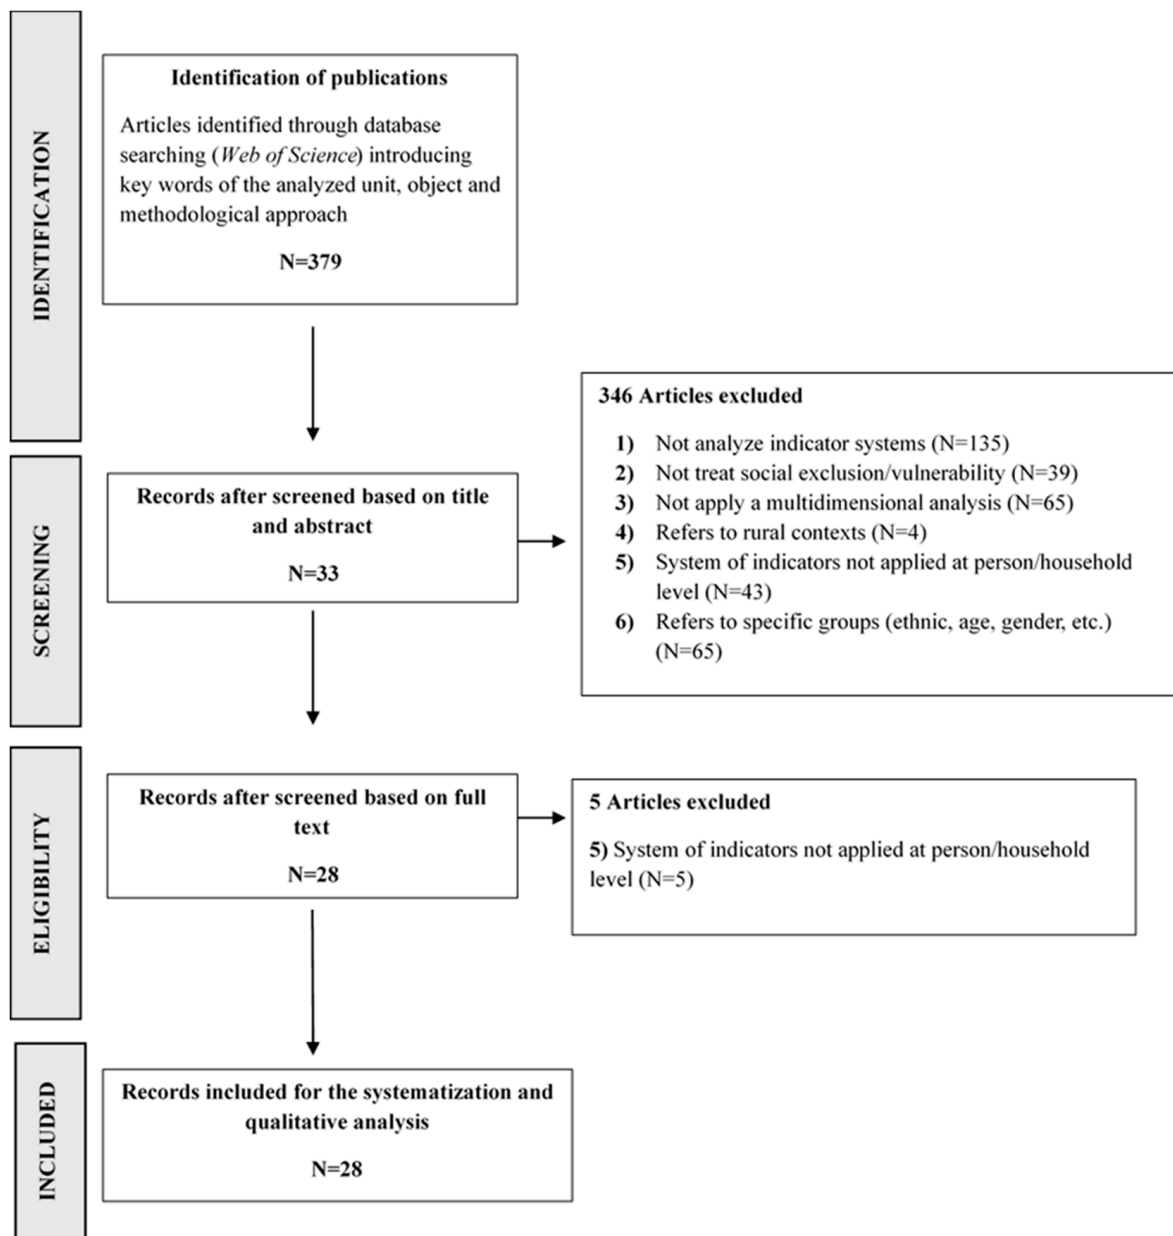 IDENTIFICATION
Identification of publications
Articles identified through database
searching (Web of Science) introducing
key words of the analyzed unit, object and
methodological approach
N=379
346 Articles excluded
1) Not analyze indicator systems (N=135)
2) Not treat social exclusion/vulnerability (N=39)
3) Not apply a multidimensional analysis (N=65)
4) Refers to rural contexts (N=4)
5) System of indicators not applied at person/household
level (N=43)
6) Refers to specific groups (ethnic, age, gender, etc.)
(N=65)
SCREENING
Records after screened based on title
and abstract
N=33
ELIGIBILITY
Records after screened based on full
text
N=28
5 Articles excluded
5) System of indicators not applied at person/household
level (N=5)
INCLUDED
Records included for the systematization and
qualitative analysis
N=28